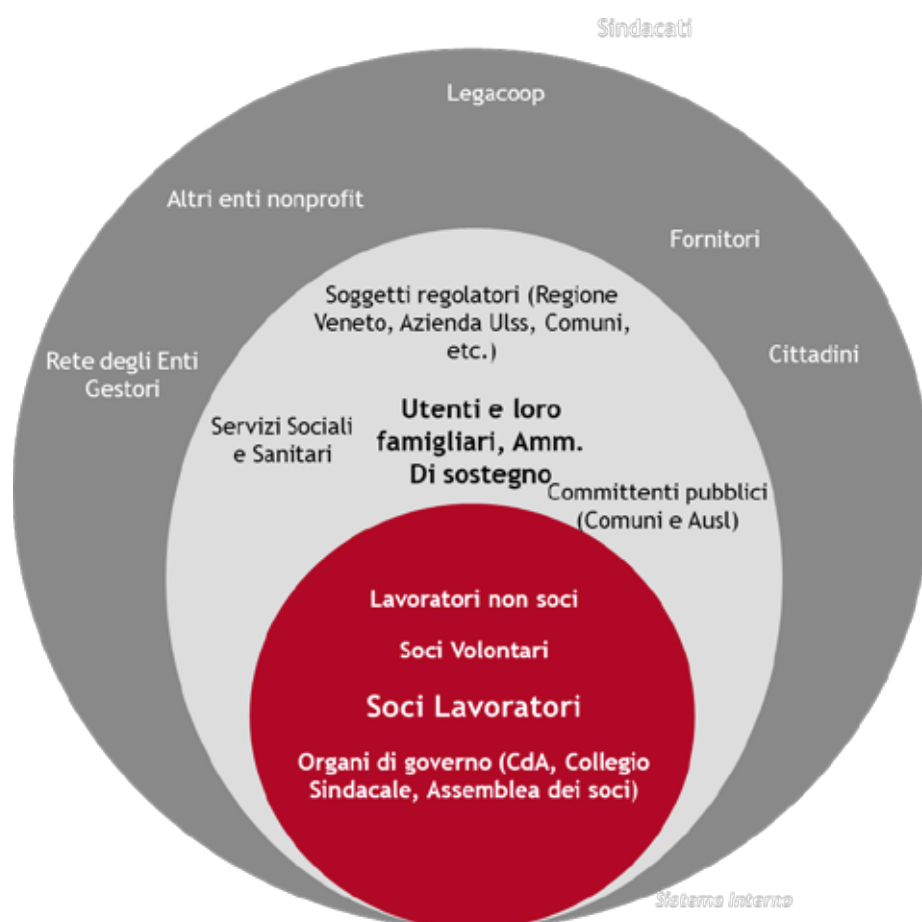 Sindacati
Legacoop
Altri enti nonprofit
Fornitori
Soggetti regolatori (Regione
Veneto, Azienda Ulss, Comuni,
etc.)
Rete degli Enti
Gestori
Cittadini
Utenti e loro
famigliari, Amm.
Di sostegno
Servizi Sociali
e Sanitari
Committenti pubblici
(Comuni e Ausl)
Lavoratori non soci
Soci Volontari
Soci Lavoratori
Organi di governo (CdA, Collegio
Sindacale, Assemblea dei soci)
Sistema Interno